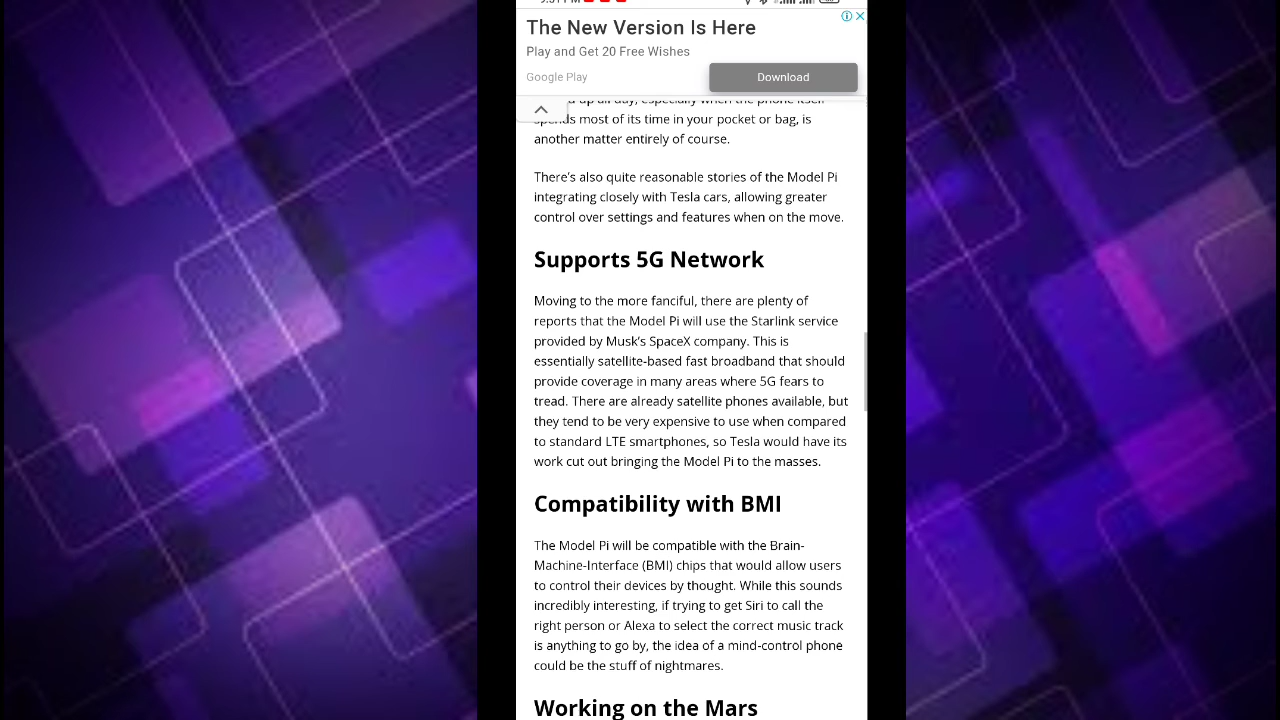 The New Version Is Here
Play and Get 20 Free Wishes
Google Play
Download
up all day, especially when the phone itself
spends most of its time in your pocket or bag, is
another matter entirely of course.
There's also quite reasonable stories of the Model Pi
integrating closely with Tesla cars, allowing greater
control over settings and features when on the move.
Supports 5G Network
Moving to the more fanciful, there are plenty of
reports that the Model Pi will use the Starlink service
provided by Musk's SpaceX company. This is
essentially satellite-based fast broadband that should
provide coverage in many areas where 5G fears to
tread. There are already satellite phones available, but
they tend to be very expensive to use when compared
to standard LTE smartphones, so Tesla would have its
work cut out bringing the Model Pi to the masses.
Compatibility with BMI
The Model Pi will be compatible with the Brain-
Machine-Interface (BMI) chips that would allow users
to control their devices by thought. While this sounds
incredibly interesting, if trying to get Siri to call the
right person or Alexa to select the correct music track
is anything to go by, the idea of a mind-control phone
could be the stuff of nightmares.
Working on the Mars